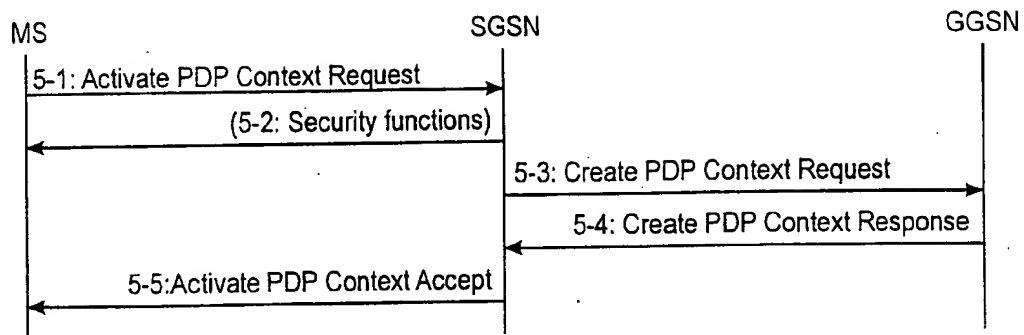 MS
SGSN
GGSN
5-1: Activate PDP Context Request
(5-2: Security functions)
5-3: Create PDP Context Request
5-4: Create PDP Context Response
5-5:Activate PDP Context Accept